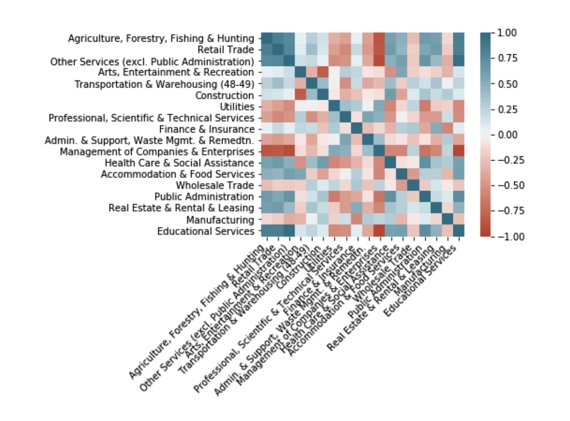 Agriculture, Forestry, Fishing & Hunting
Retail Trade
Other Services (excl. Public Administration)
Arts, Entertainment & Recreation
Transportation & Warehousing (48-49)
Construction
Utilities
Professional, Scientific & Technical Services
Finance & Insurance
Admin. & Support, Waste Mgmt. & Remedtn.
Management of Companies & Enterprises
Health Care & Social Assistance
Accommodation & Food Services
Wholesale Trade
Public Administration
Real Estate & Rental & Leasing
Manufacturing
Educational Services
1.00
0.75
0.50
0.25
0.00
−0.25
−0.50
−0.75
−1.00
Agriculture, Forestry, Fishing & Hunting
Retail Trade
Other Services (excl. Public Administration)
Arts, Entertainment & Recreation
Transportation & Warehousing (48-49)
Construction
Utilities
Professional, Scientific & Technical Services
Finance & Insurance
Admin. & Support, Waste Mgmt. & Remedtn.
Management of Companies & Enterprises
Health Care & Social Assistance
Accommodation & Food Services
Wholesale Trade
Public Administration
Real Estate & Rental & Leasing
Manufacturing
Educational Services